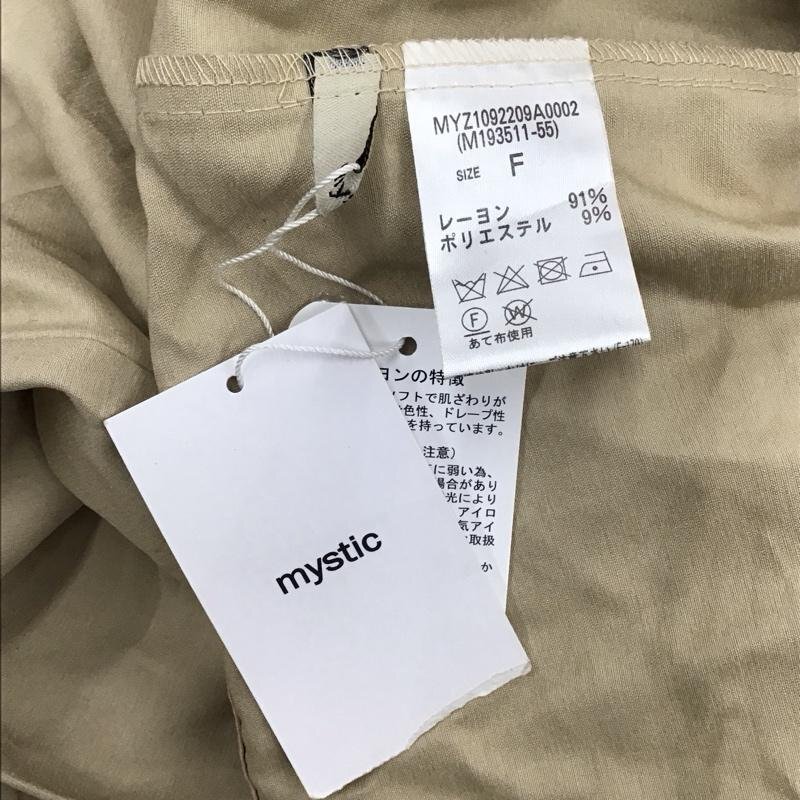 MYZ1092209A0002
(M193511-55)
SIZE F
レーヨン 91%
ポリエステル 9%
F
W
あて布使用
ヨンの特徴
ソフトで肌ざわりが
色性、ドレープ性
を持っています。
注意)
に弱い為、
場合があり
光により
アイロ
気アイ
取扱
か
mystic